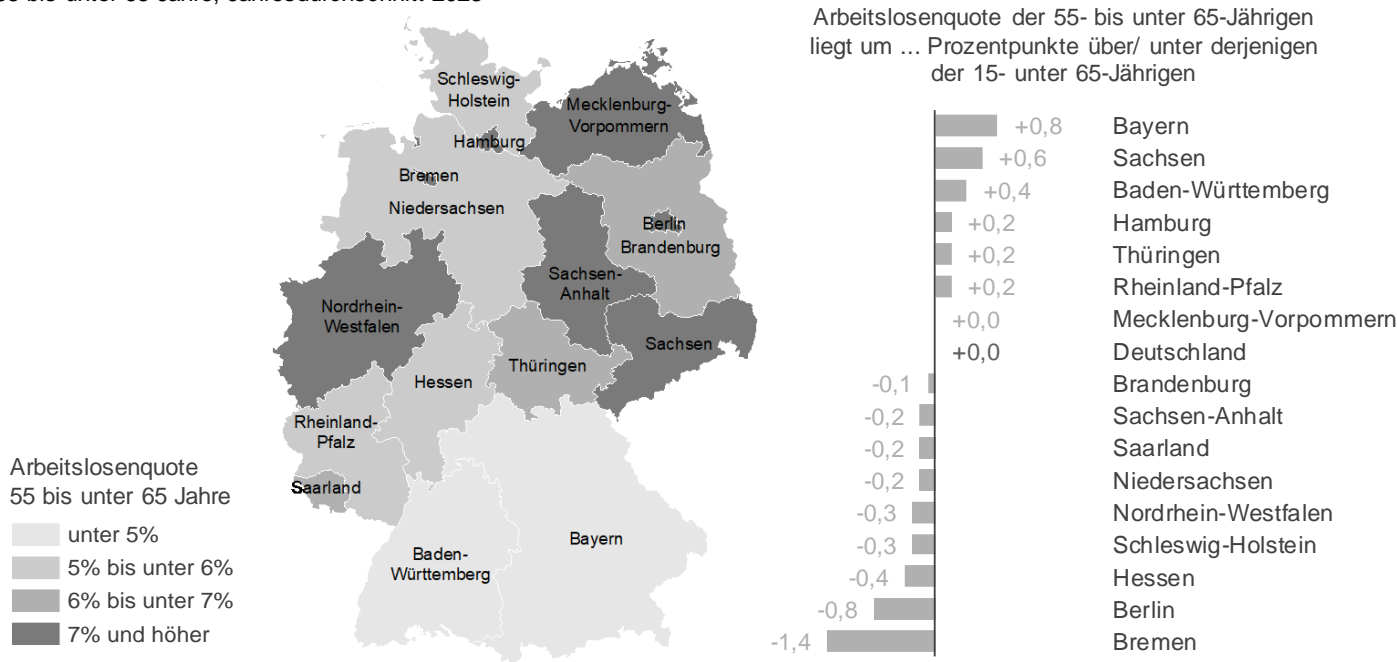 bis unter 65 Jahre, Jahresdurchschnitt
Arbeitslosenquote der 55- bis unter 65-Jährigen
liegt um ... Prozentpunkte über/ unter derjenigen
der 15- unter 65-Jährigen
Schleswig-
Holstein
Mecklenburg-
Vorpommern
Hamburg
Bremen
Niedersachsen
Berlin
Brandenburg
Sachsen-
Anhalt
Nordrhein-
Westfalen
Sachsen
Thüringen
Hessen
Rheinland-
Pfalz
Saarland
Bayern
Baden-
Württemberg
Arbeitslosenquote
55 bis unter 65 Jahre
unter 5%
5% bis unter 6%
6% bis unter 7%
7% und höher
+0,8 Bayern
+0,6 Sachsen
+0,4 Baden-Württemberg
+0,2 Hamburg
+0,2 Thüringen
+0,2 Rheinland-Pfalz
+0,0 Mecklenburg-Vorpommern
+0,0 Deutschland
-0,1 Brandenburg
-0,2 Sachsen-Anhalt
-0,2 Saarland
-0,2 Niedersachsen
-0,3 Nordrhein-Westfalen
-0,3 Schleswig-Holstein
-0,4 Hessen
-0,8 Berlin
-1,4 Bremen